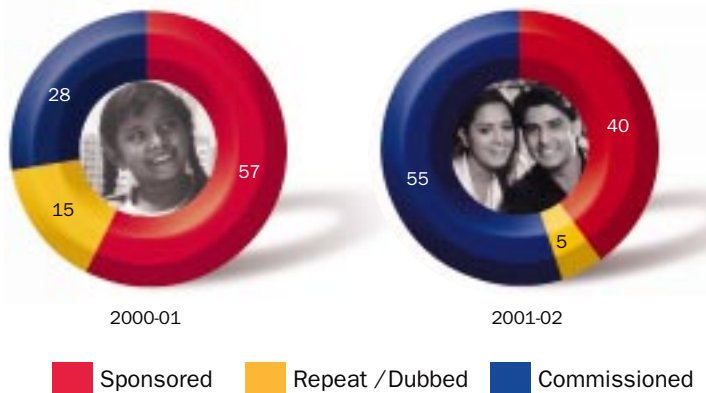 28
57
15
2000-01
40
55
5
2001-02
Sponsored
Repeat / Dubbed
Commissioned